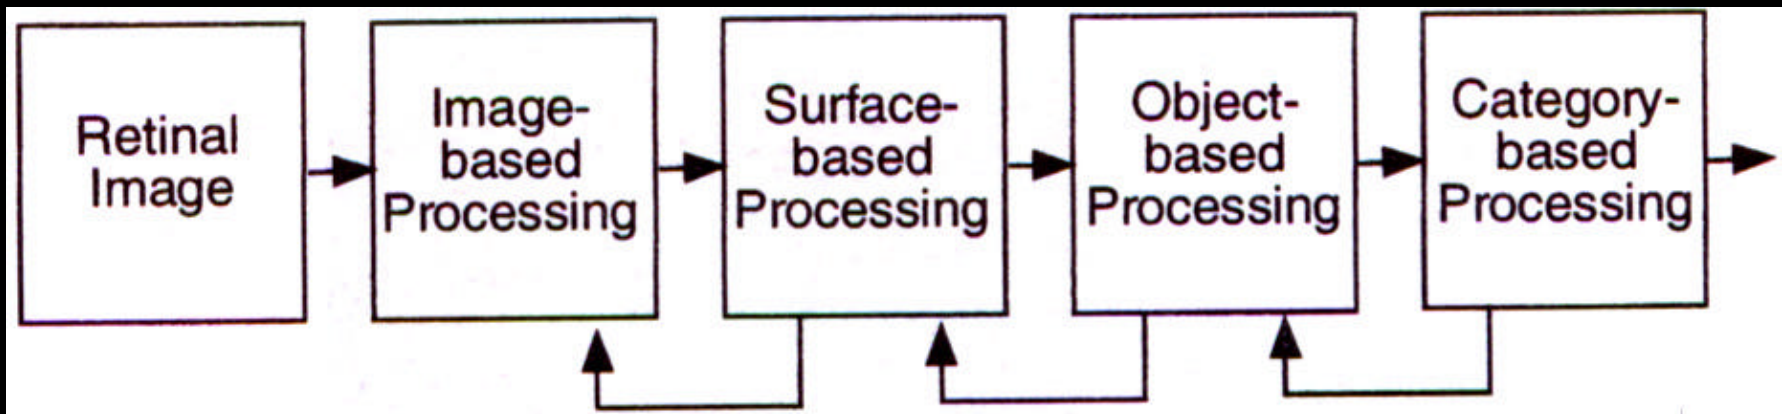 Retinal
Image
Image-
based
Processing
Surface-
based
Processing
Object-
based
Processing
Category-
based
Processing